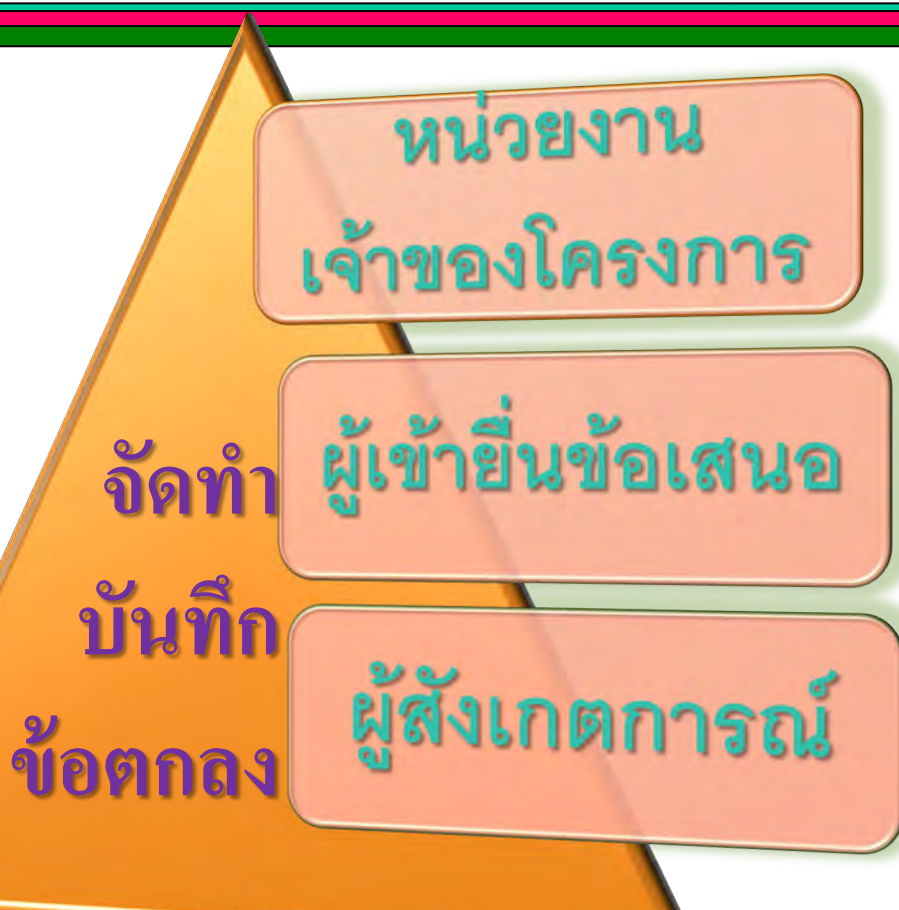 หน่วยงาน
เจ้าของโครงการ
ผู้เข้ายื่นข้อเสนอ
ผู้สังเกตการณ์
จัดทำ
บันทึก
ข้อตกลง